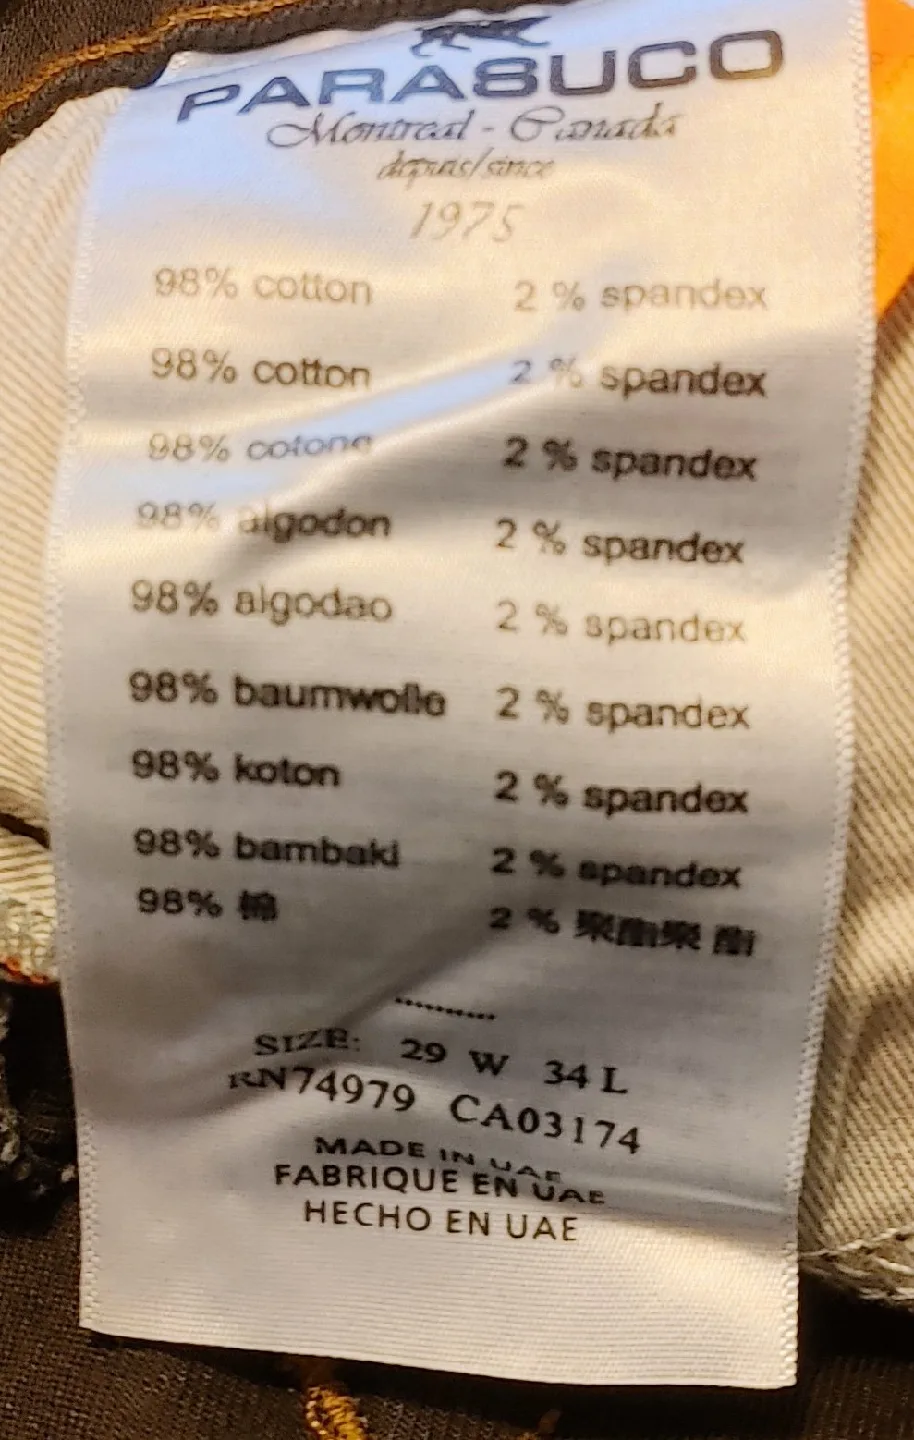 PARASUCO
Montreal - Canada
depuis/since
1975
98% cotton 2 % spandex
98% cotton 2 % spandex
98% cotone 2 % spandex
98% algodon 2 % spandex
98% algodao 2 % spandex
98% baumwolle 2 % spandex
98% koton 2 % spandex
98% bambaki 2 % spandex
98% 棉 2 %
SIZE: 29 W 34 L
RN74979 CA03174
MADE IN UAE
FABRIQUE EN UAE
HECHO EN UAE